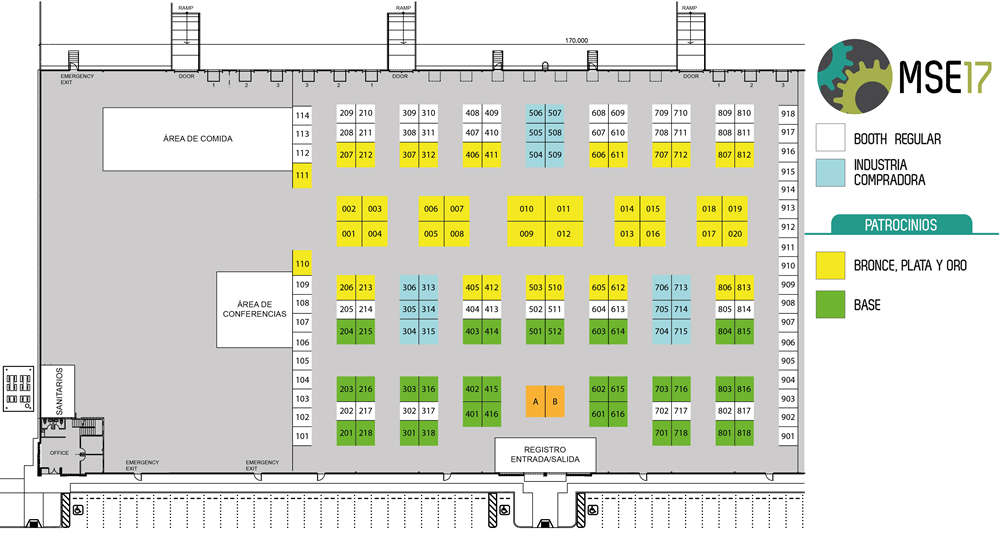 RAMP RAMP RAMP
170.000
EMERGENCY
EXIT
DOOR DOOR DOOR
1 2 3 2 1 1 2 3
MSE17
BOOTH REGULAR
INDUSTRIA
COMPRADORA
PATROCINIOS
BRONCE, PLATA Y ORO
BASE
ÁREA DE COMIDA
114 209 210 310 311 408 409 506 507 608 609 709 710 809 810 918
113 208 211 309 311 407 410 505 508 607 610 708 711 808 811 917
112 207 212 307 312 406 411 504 509 606 611 707 712 807 812 916
111 915
914
002 003 006 007 010 011 014 015 018 019 913
001 004 005 008 009 012 013 016 017 020 912
911
110 910
ÁREA DE
CONFERENCIAS
109 206 213 306 313 405 412 503 510 605 612 706 713 806 813 909
108 205 214 305 314 404 413 502 511 604 613 705 714 805 814 908
107 204 215 304 315 403 414 501 512 603 614 704 715 804 815 907
106 906
105 905
104 203 216 303 316 402 415 602 615 703 716 803 816 904
103 A B 903
102 202 217 302 317 401 416 601 616 702 717 802 817 902
101 201 218 301 318 701 718 801 818 901
SANITARIOS
OFFICE
REGISTRO
ENTRADA/SALIDA
EMERGENCY
EXIT
EMERGENCY
EXIT